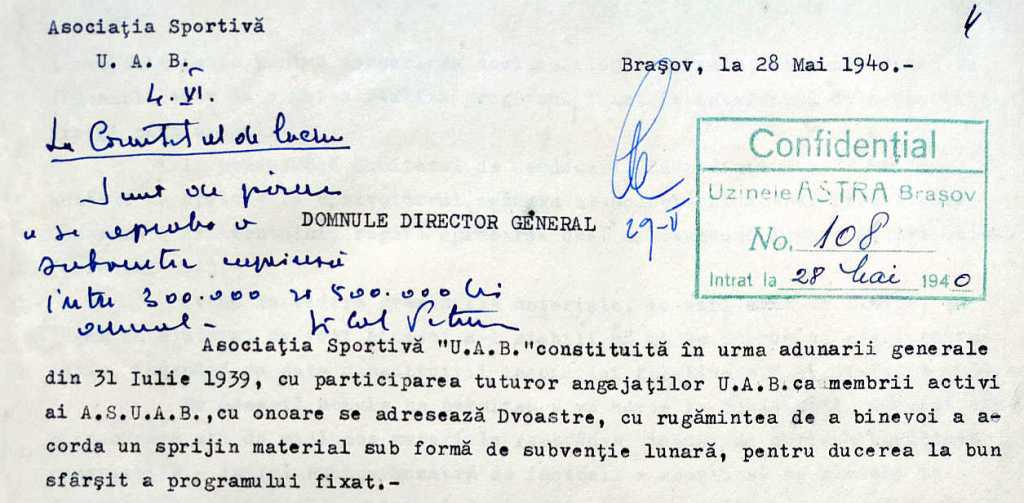 4
Asociaţia Sportivă
U. A. B.
Braşov, la 28 Mai 194o.-
4.VI.
La Comitetul de lucru
Sunt de părere
a se aproba o
subvenţie
între 300.000 500.000 lei
anual -
29-V
Confidenţial
Uzinele ASTRA Braşov
No. 108
Intrat la 28 Mai 1940
DOMNULE DIRECTOR GENERAL
Asociaţia Sportivă "U.A.B."constituită în urma adunarii generale
din 31 Iulie 1939, cu participarea tuturor angajaţilor U.A.B.ca membrii activi
ai A.S.U.A.B.,cu onoare se adresează Dvoastre, cu rugămintea de a binevoi a a-
corda un sprijin material sub formă de subvenţie lunară, pentru ducerea la bun
sfârşit a programului fixat.-